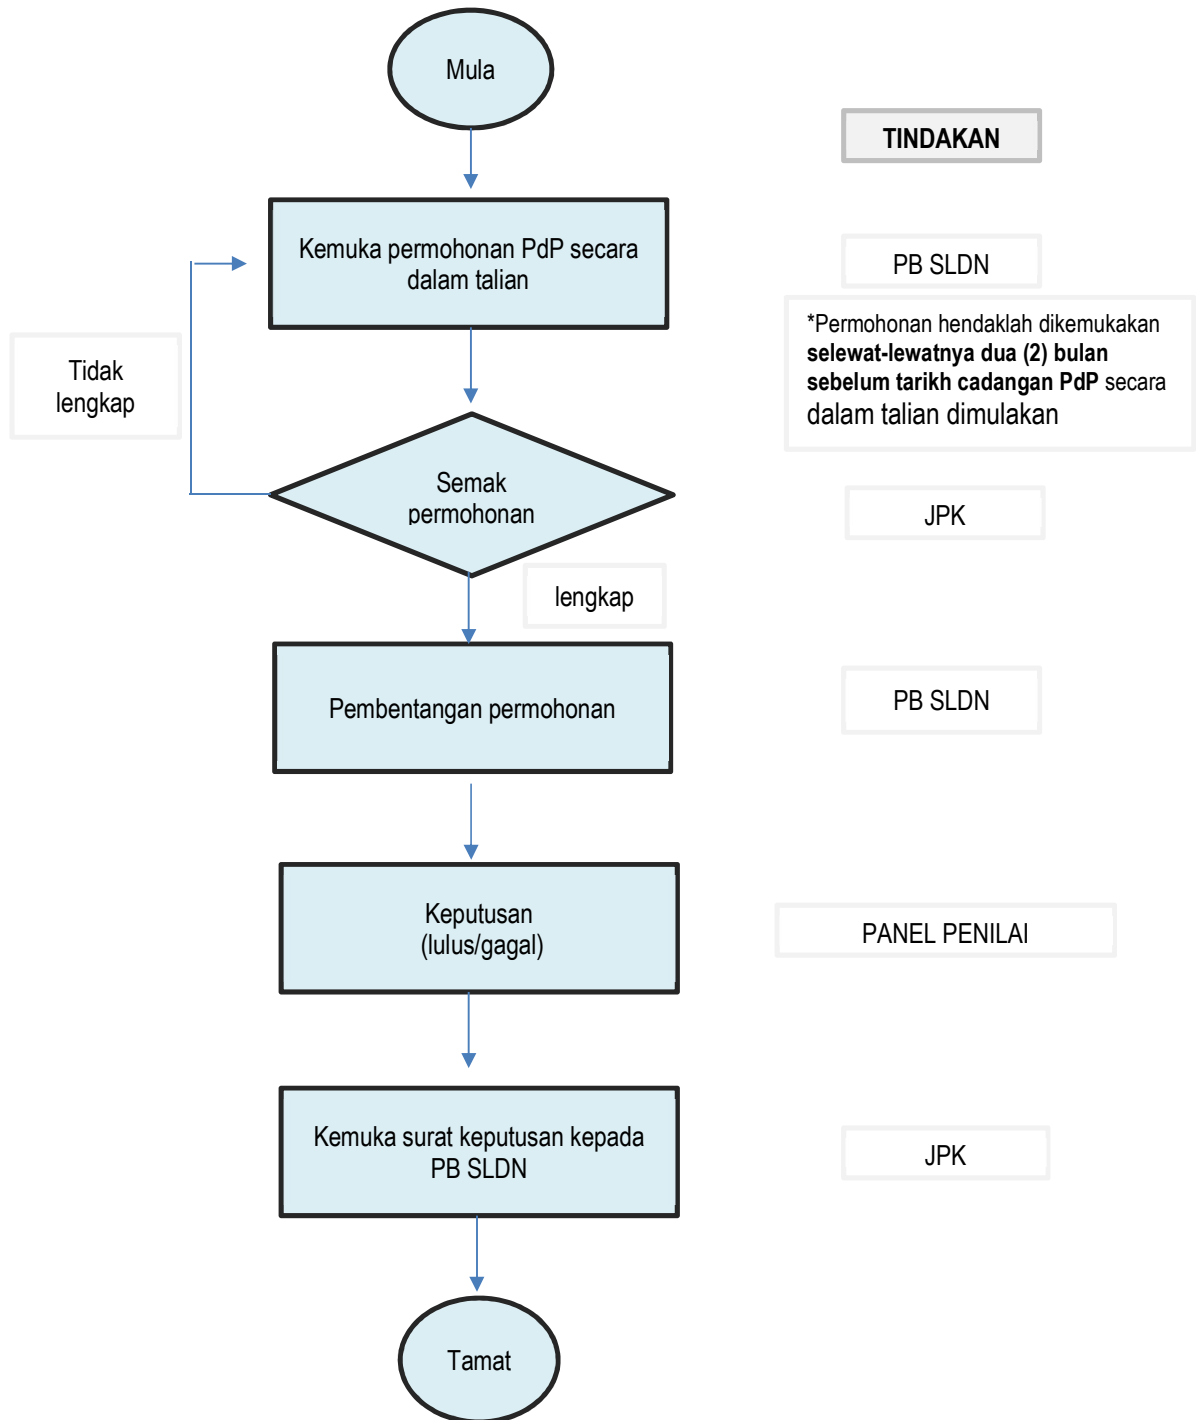 Mula
TINDAKAN
Kemuka permohonan PdP secara
dalam talian
PB SLDN
*Permohonan hendaklah dikemukakan
selewat-lewatnya dua (2) bulan
sebelum tarikh cadangan PdP secara
dalam talian dimulakan
Tidak
lengkap
Semak
permohonan
JPK
lengkap
Pembentangan permohonan
PB SLDN
Keputusan
(lulus/gagal)
PANEL PENILAI
Kemuka surat keputusan kepada
PB SLDN
JPK
Tamat